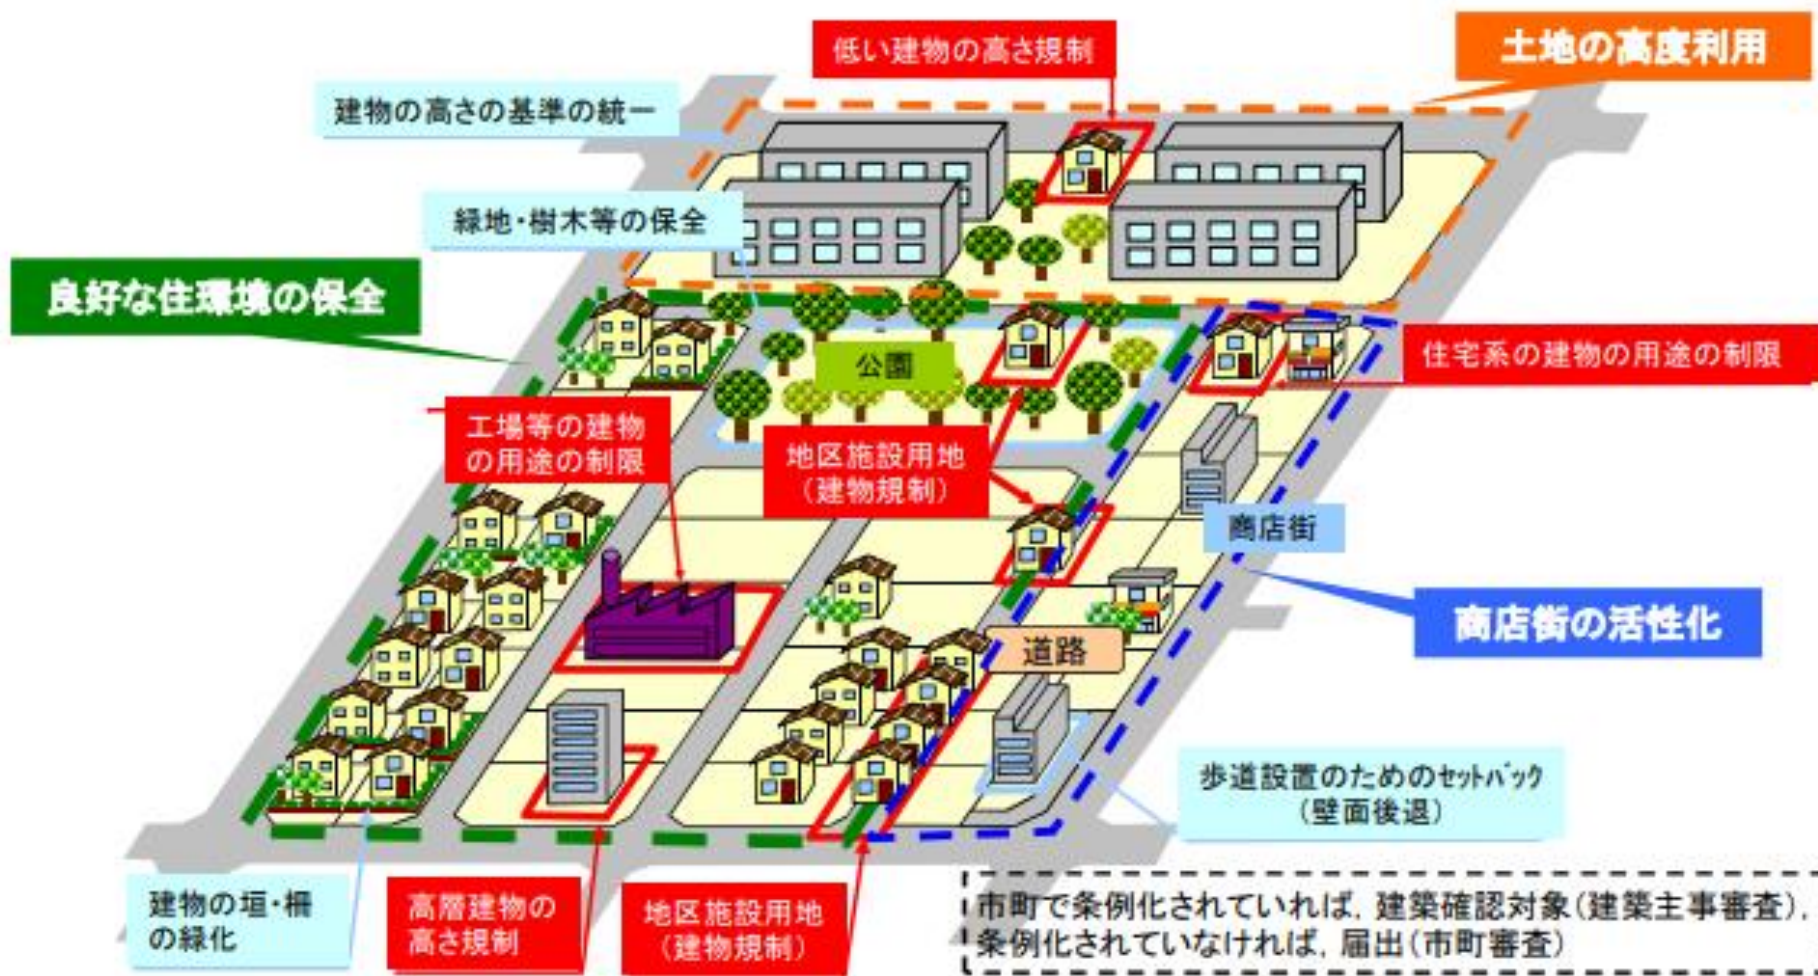 低い建物の高さ規制
土地の高度利用
建物の高さの基準の統一
緑地・樹木等の保全
良好な住環境の保全
公園
住宅系の建物の用途の制限
工場等の建物
の用途の制限
地区施設用地
（建物規制）
商店街
商店街の活性化
道路
歩道設置のためのセットバック
（壁面後退）
建物の垣・柵
の緑化
高層建物の
高さ規制
地区施設用地
（建物規制）
市町で条例化されていれば，建築確認対象（建築主事審査），
条例化されていなければ，届出（市町審査）